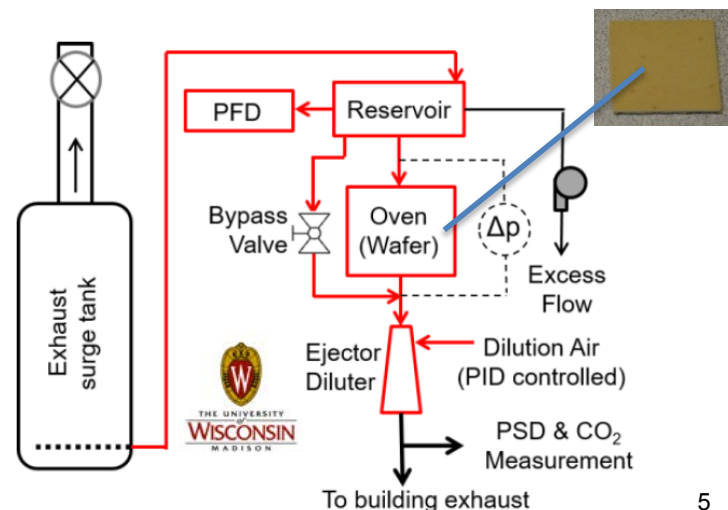 PFD
Reservoir
Bypass
Valve
Oven
(Wafer)
Δp
Excess
Flow
Exhaust
surge tank
Ejector
Diluter
Dilution Air
(PID controlled)
W
THE UNIVERSITY
of
WISCONSIN
MADISON
PSD & CO₂
Measurement
To building exhaust
5